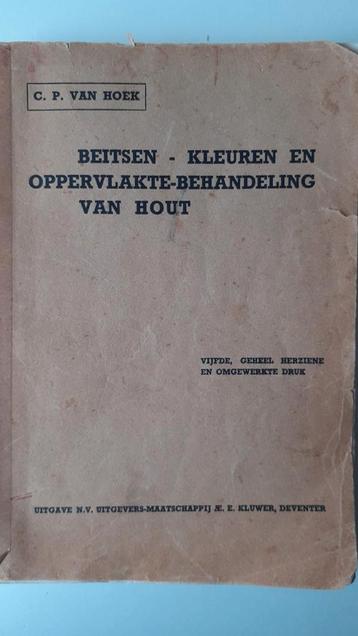 C. P. VAN HOEK
BEITSEN - KLEUREN EN
OPPERVLAKTE-BEHANDELING
VAN HOUT
VIJFDE, GEHEEL HERZIENE
EN OMGEWERKTE DRUK
UITGAVE N.V. UITGEVERS-MAATSCHAPPIJ Æ. E. KLUWER, DEVENTER